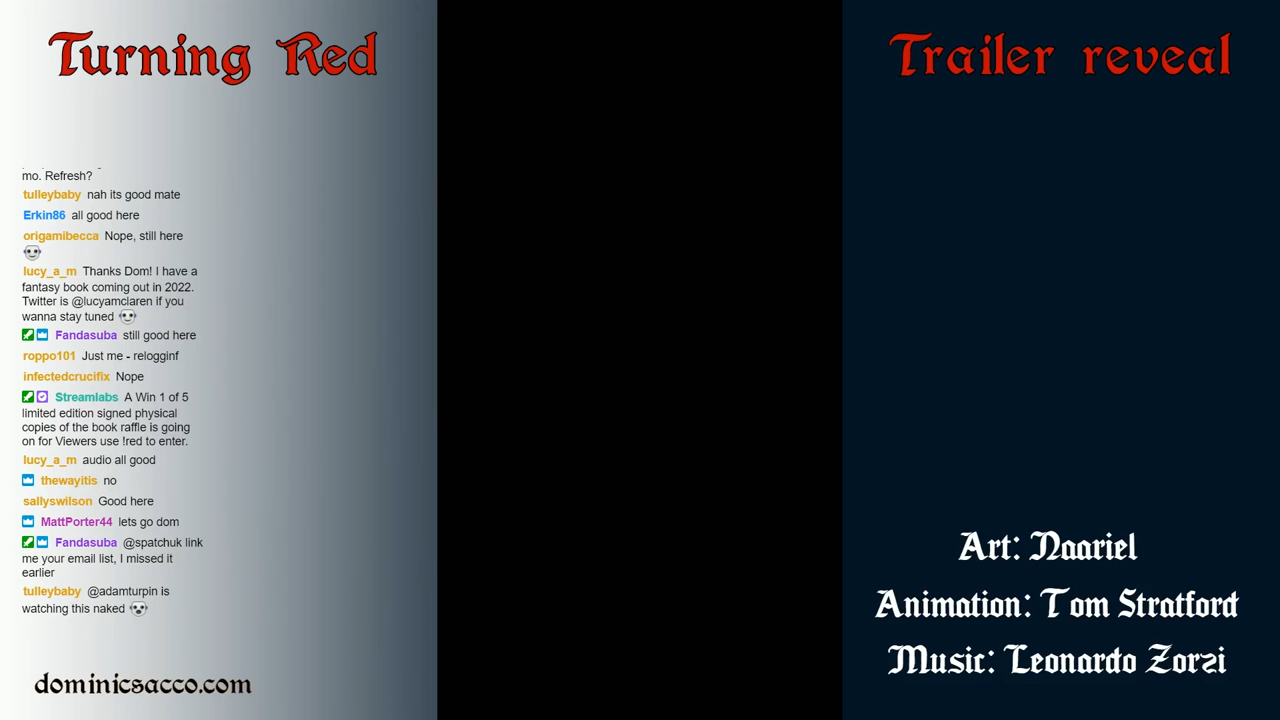 Turning Red
Trailer reveal
mo. Refresh?
tulleybaby nah its good mate
Erkin86 all good here
origamibecca Nope, still here
lucy_a_m Thanks Dom! I have a
fantasy book coming out in 2022.
Twitter is @lucyamclaren if you
wanna stay tuned
Fandasuba still good here
roppo101 Just me - relogginf
infectedcrucifix Nope
Streamlabs A Win 1 of 5
limited edition signed physical
copies of the book raffle is going
on for Viewers use !red to enter.
lucy_a_m audio all good
thewayitis no
sallyswilson Good here
MattPorter44 lets go dom
Fandasuba @spatchuk link
me your email list, I missed it
earlier
tulleybaby @adamturpin is
watching this naked
dominicsacco.com
Art: Naariel
Animation: Tom Stratford
Music: Leonardo Zorzi